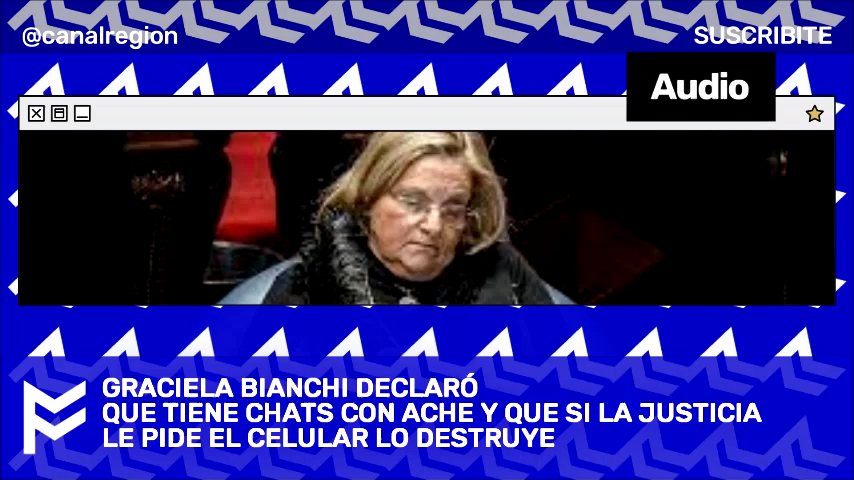 @canalregion
SUSCRIBITE
Audio
GRACIELA BIANCHI DECLARÓ
QUE TIENE CHATS CON ACHE Y QUE SI LA JUSTICIA
LE PIDE EL CELULAR LO DESTRUYE